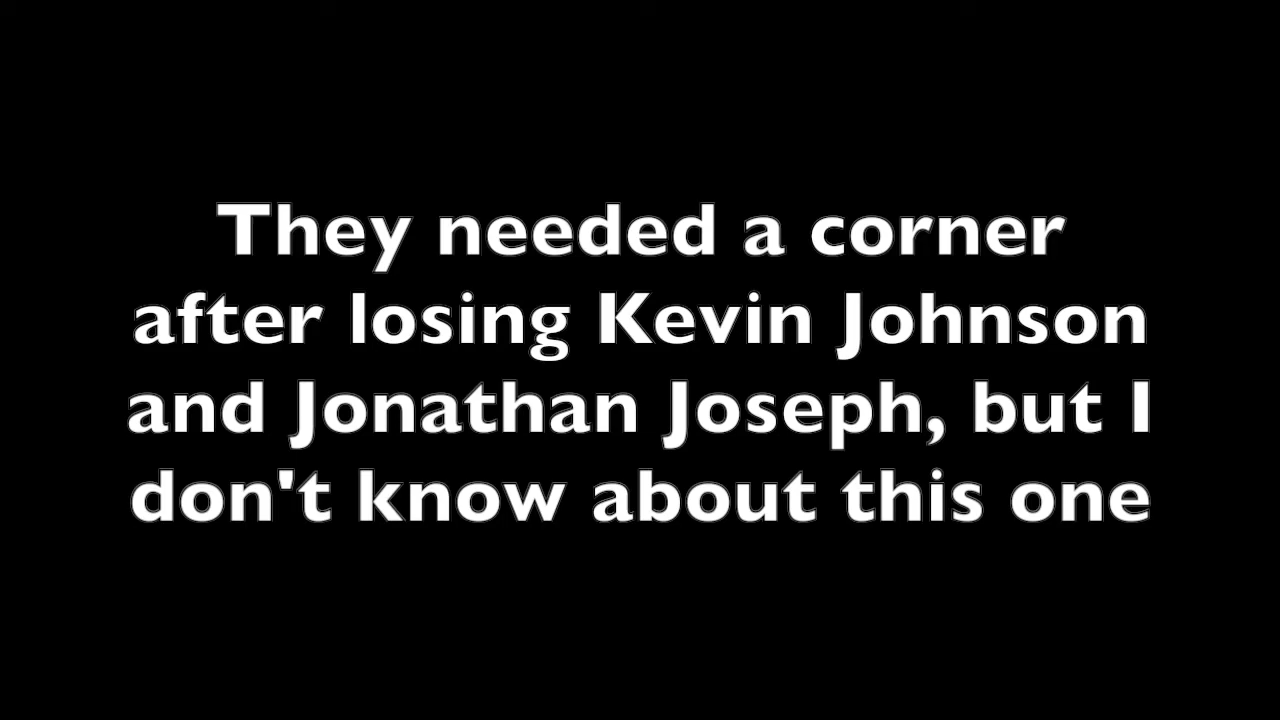 They needed a corner
after losing Kevin Johnson
and Jonathan Joseph, but I
don't know about this one